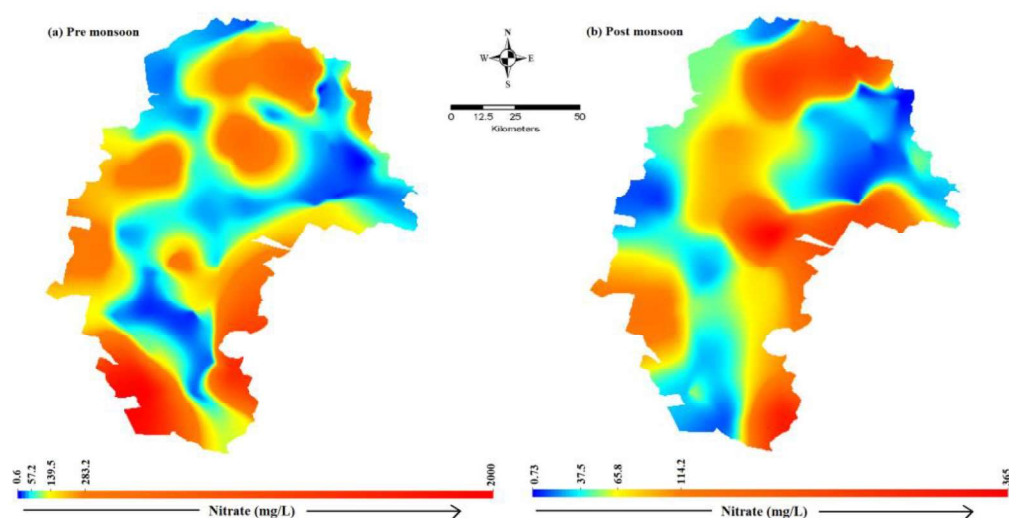 (a) Pre monsoon
N
W E
S
0 12.5 25 50
Kilometers
(b) Post monsoon
0.6 57.2 139.5 283.2 2000
Nitrate (mg/L)
0.73 37.5 65.8 114.2 365
Nitrate (mg/L)